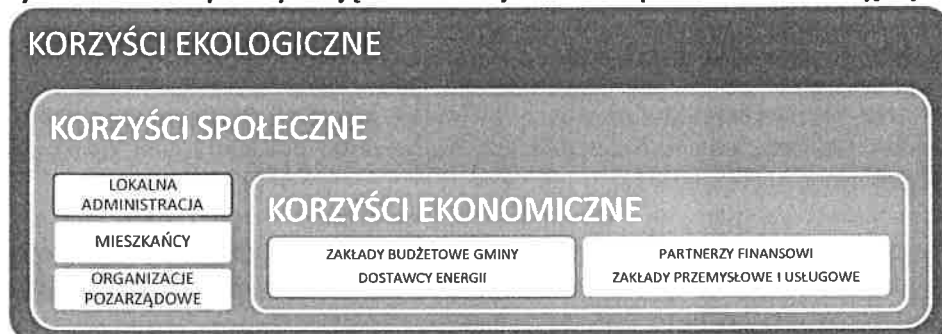 KORZYŚCI EKOLOGICZNE
KORZYŚCI SPOŁECZNE
LOKALNA
ADMINISTRACJA
MIESZKAŃCY
ORGANIZACJE
POZARZĄDOWE
KORZYŚCI EKONOMICZNE
ZAKŁADY BUDŻETOWE GMINY
DOSTAWCY ENERGII
PARTNERZY FINANSOWI
ZAKŁADY PRZEMYSŁOWE I USŁUGOWE